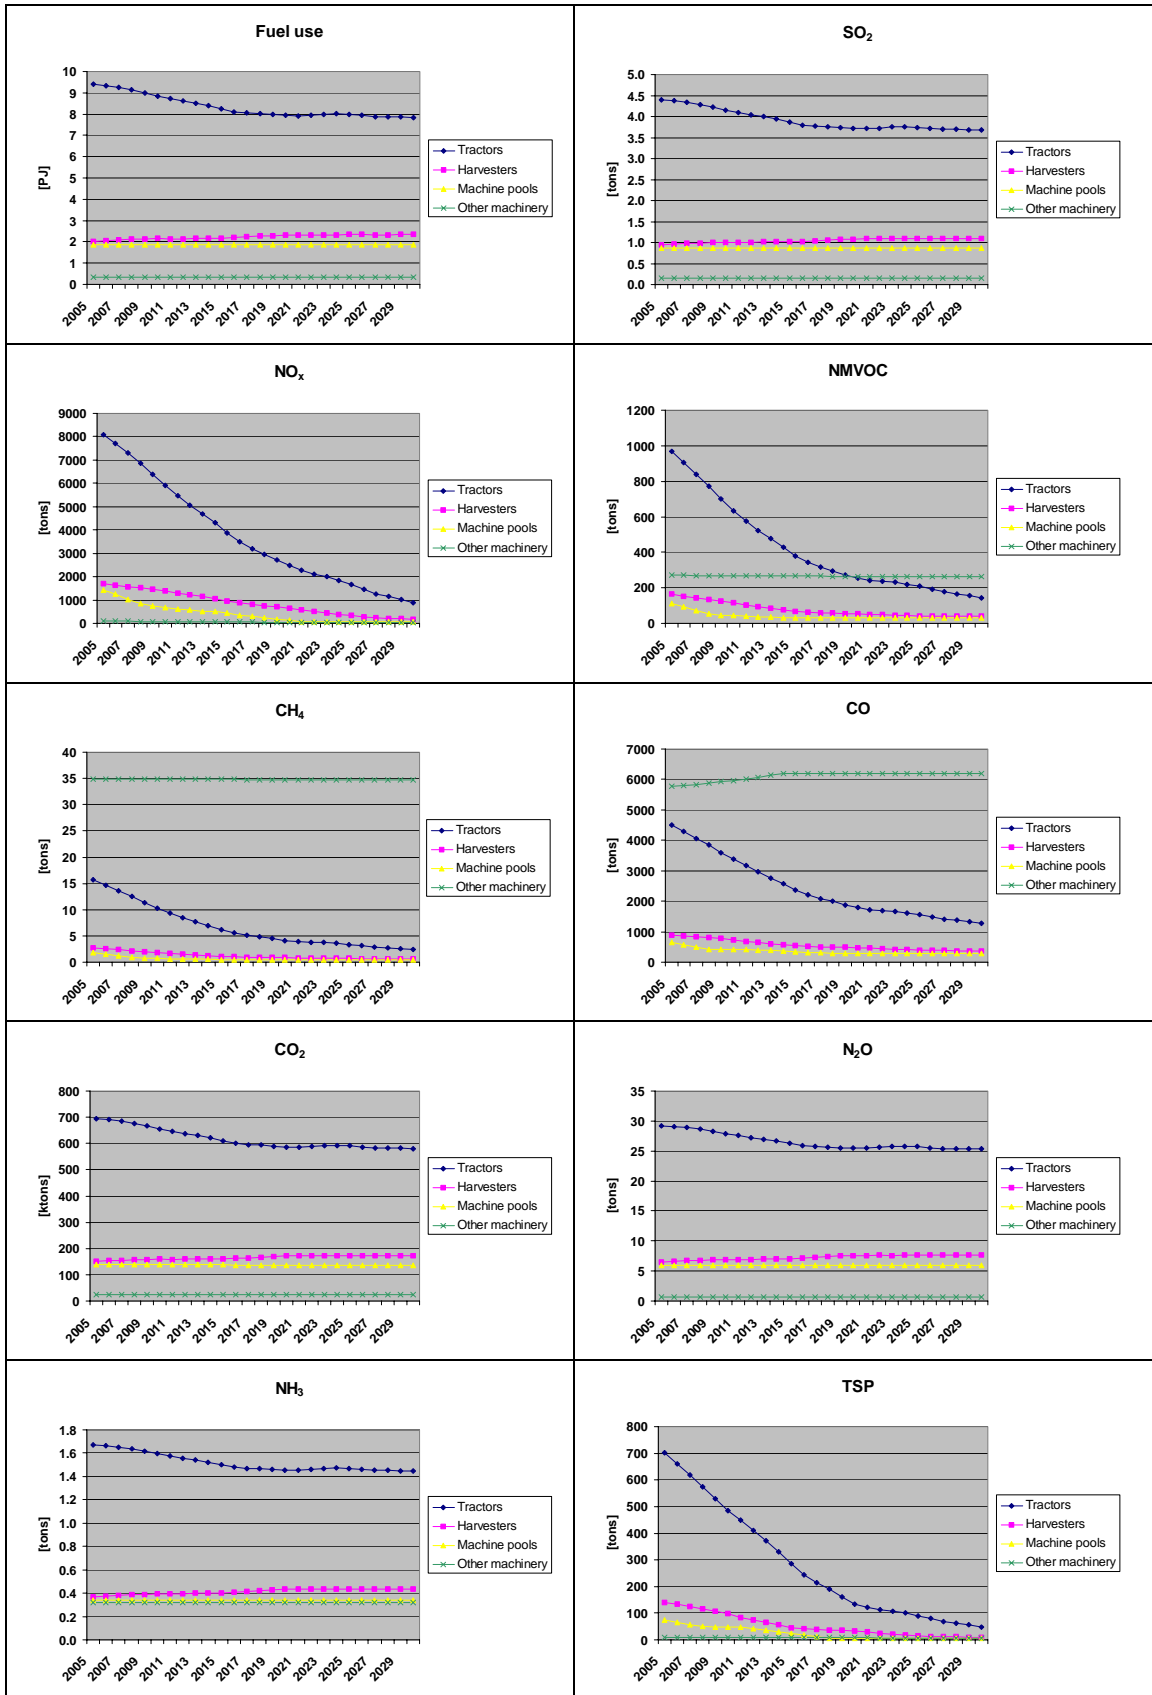 Fuel use
[PJ]
10
9
8
7
6
5
4
3
2
1
0
2005 2007 2009 2011 2013 2015 2017 2019 2021 2023 2025 2027 2029
Tractors
Harvesters
Machine pools
Other machinery
SO₂
[tons]
5.0
4.5
4.0
3.5
3.0
2.5
2.0
1.5
1.0
0.5
0.0
2005 2007 2009 2011 2013 2015 2017 2019 2021 2023 2025 2027 2029
Tractors
Harvesters
Machine pools
Other machinery
NOₓ
[tons]
9000
8000
7000
6000
5000
4000
3000
2000
1000
0
2005 2007 2009 2011 2013 2015 2017 2019 2021 2023 2025 2027 2029
Tractors
Harvesters
Machine pools
Other machinery
NMVOC
[tons]
1200
1000
800
600
400
200
0
2005 2007 2009 2011 2013 2015 2017 2019 2021 2023 2025 2027 2029
Tractors
Harvesters
Machine pools
Other machinery
CH₄
[tons]
40
35
30
25
20
15
10
5
0
2005 2007 2009 2011 2013 2015 2017 2019 2021 2023 2025 2027 2029
Tractors
Harvesters
Machine pools
Other machinery
CO
[tons]
7000
6000
5000
4000
3000
2000
1000
0
2005 2007 2009 2011 2013 2015 2017 2019 2021 2023 2025 2027 2029
Tractors
Harvesters
Machine pools
Other machinery
CO₂
[ktons]
800
700
600
500
400
300
200
100
0
2005 2007 2009 2011 2013 2015 2017 2019 2021 2023 2025 2027 2029
Tractors
Harvesters
Machine pools
Other machinery
N₂O
[tons]
35
30
25
20
15
10
5
0
2005 2007 2009 2011 2013 2015 2017 2019 2021 2023 2025 2027 2029
Tractors
Harvesters
Machine pools
Other machinery
NH₃
[tons]
1.8
1.6
1.4
1.2
1.0
0.8
0.6
0.4
0.2
0.0
2005 2007 2009 2011 2013 2015 2017 2019 2021 2023 2025 2027 2029
Tractors
Harvesters
Machine pools
Other machinery
TSP
[tons]
800
700
600
500
400
300
200
100
0
2005 2007 2009 2011 2013 2015 2017 2019 2021 2023 2025 2027 2029
Tractors
Harvesters
Machine pools
Other machinery